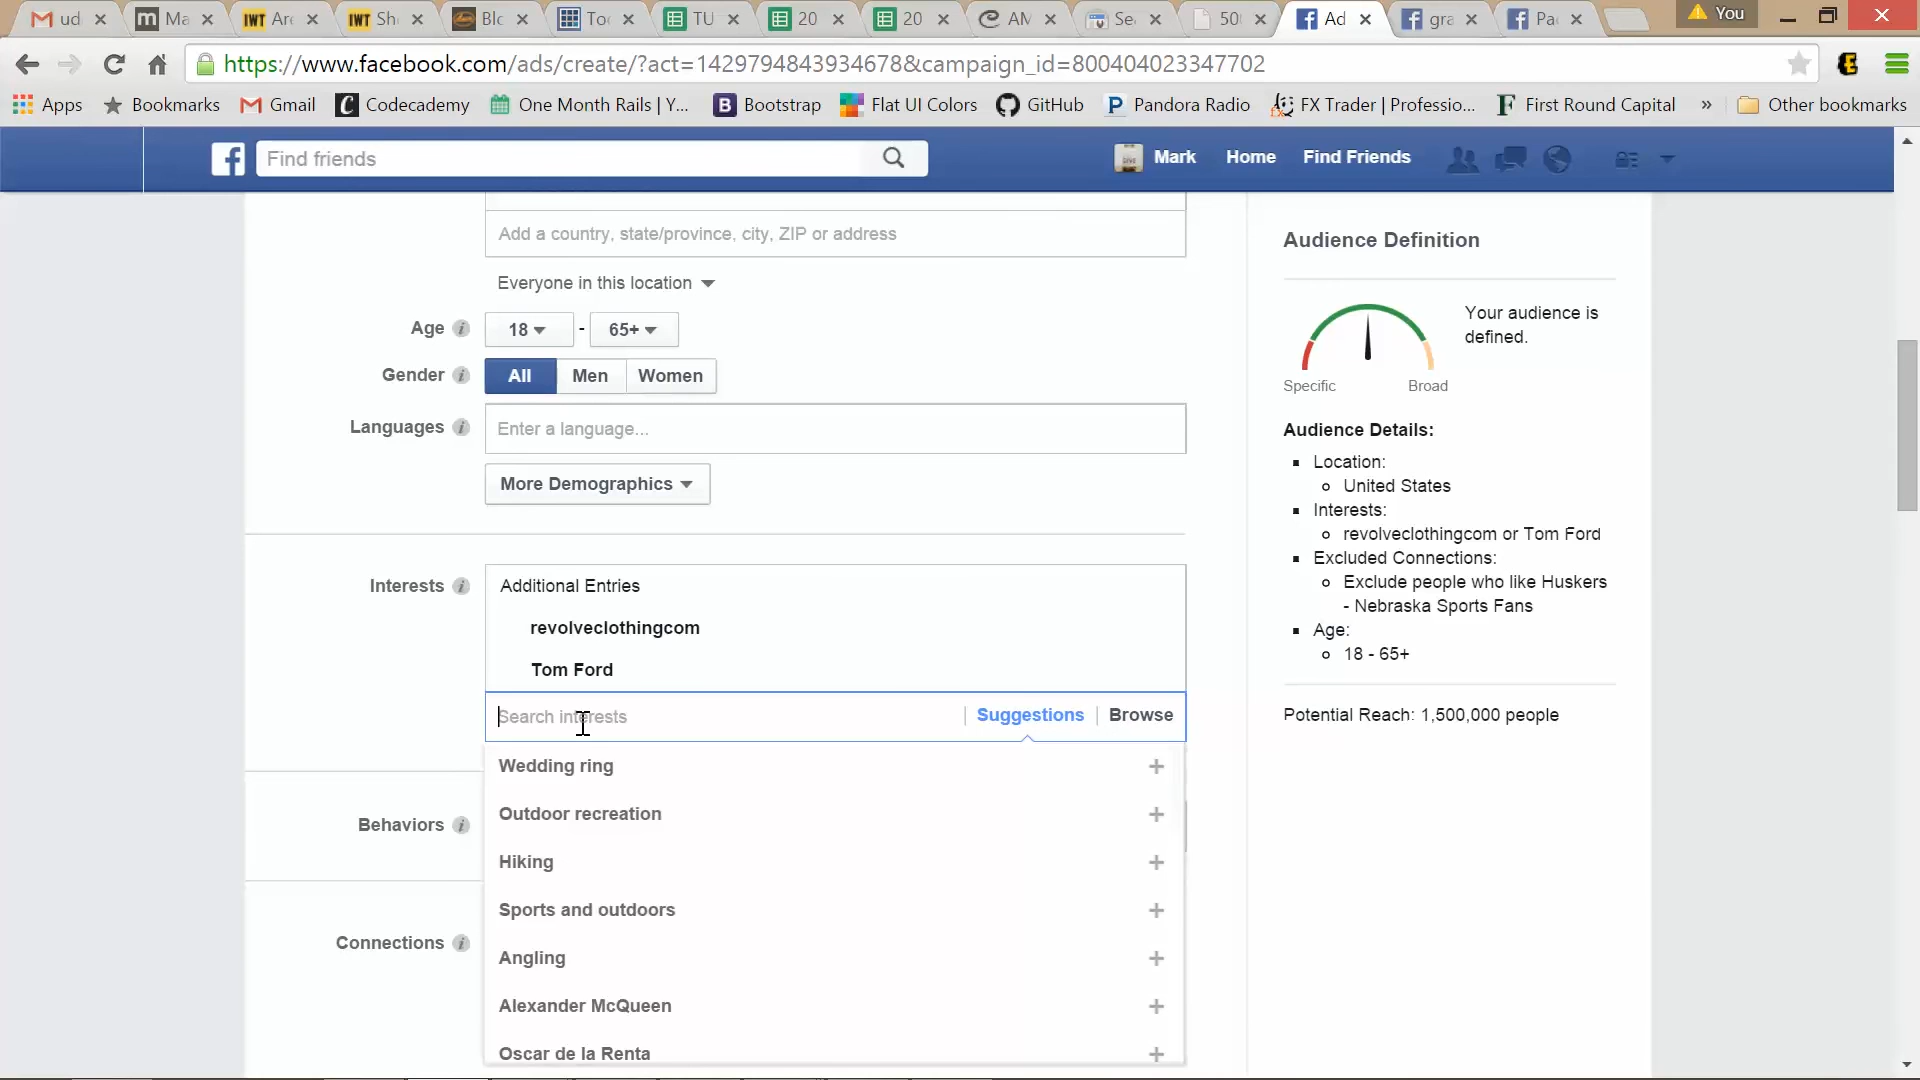 ud
Ma
IWT Arc
IWT Sh
Blc
To
TU
20
20
AM
Se
50
Ad
gra
Pa
You
https://www.facebook.com/ads/create/?act=1429794843934678&campaign_id=800404023347702
Apps Bookmarks Gmail Codecademy One Month Rails | Y... Bootstrap Flat UI Colors GitHub Pandora Radio FX Trader | Professio... First Round Capital » Other bookmarks
Find friends
Mark Home Find Friends
Add a country, state/province, city, ZIP or address
Everyone in this location
Age 18 - 65+
Gender All Men Women
Languages Enter a language...
More Demographics
Interests Additional Entries
revolveclothingcom
Tom Ford
Search interests Suggestions Browse
Wedding ring +
Outdoor recreation +
Hiking +
Sports and outdoors +
Angling +
Alexander McQueen +
Oscar de la Renta +
Behaviors
Connections
Audience Definition
Your audience is
defined.
Specific Broad
Audience Details:
Location:
United States
Interests:
revolveclothingcom or Tom Ford
Excluded Connections:
Exclude people who like Huskers
- Nebraska Sports Fans
Age:
18 - 65+
Potential Reach: 1,500,000 people